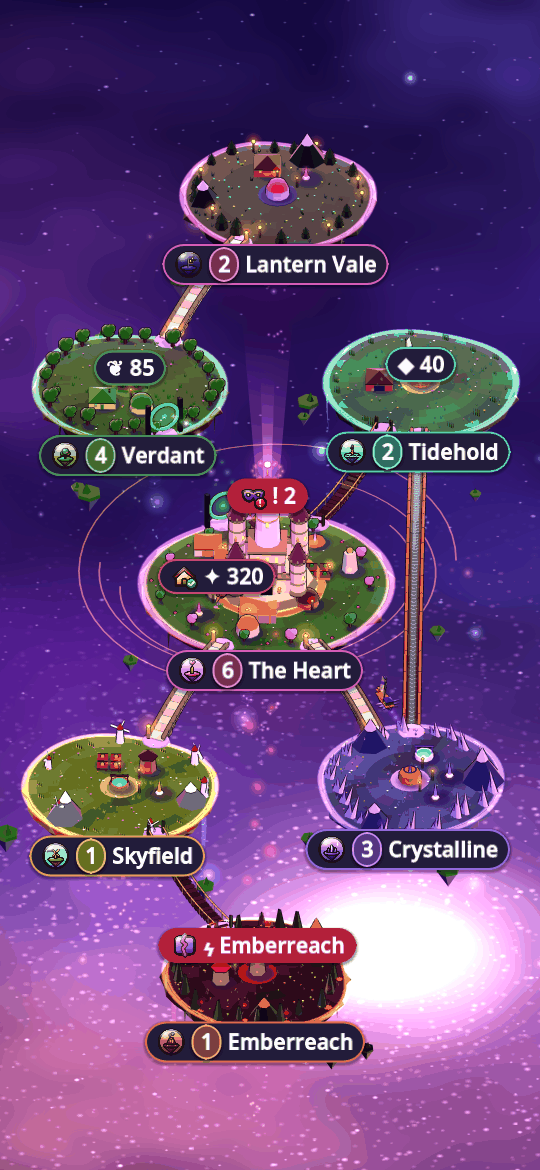 2 Lantern Vale
85
40
4 Verdant
2 Tidehold
! 2
320
6 The Heart
1 Skyfield
3 Crystalline
Emberreach
1 Emberreach